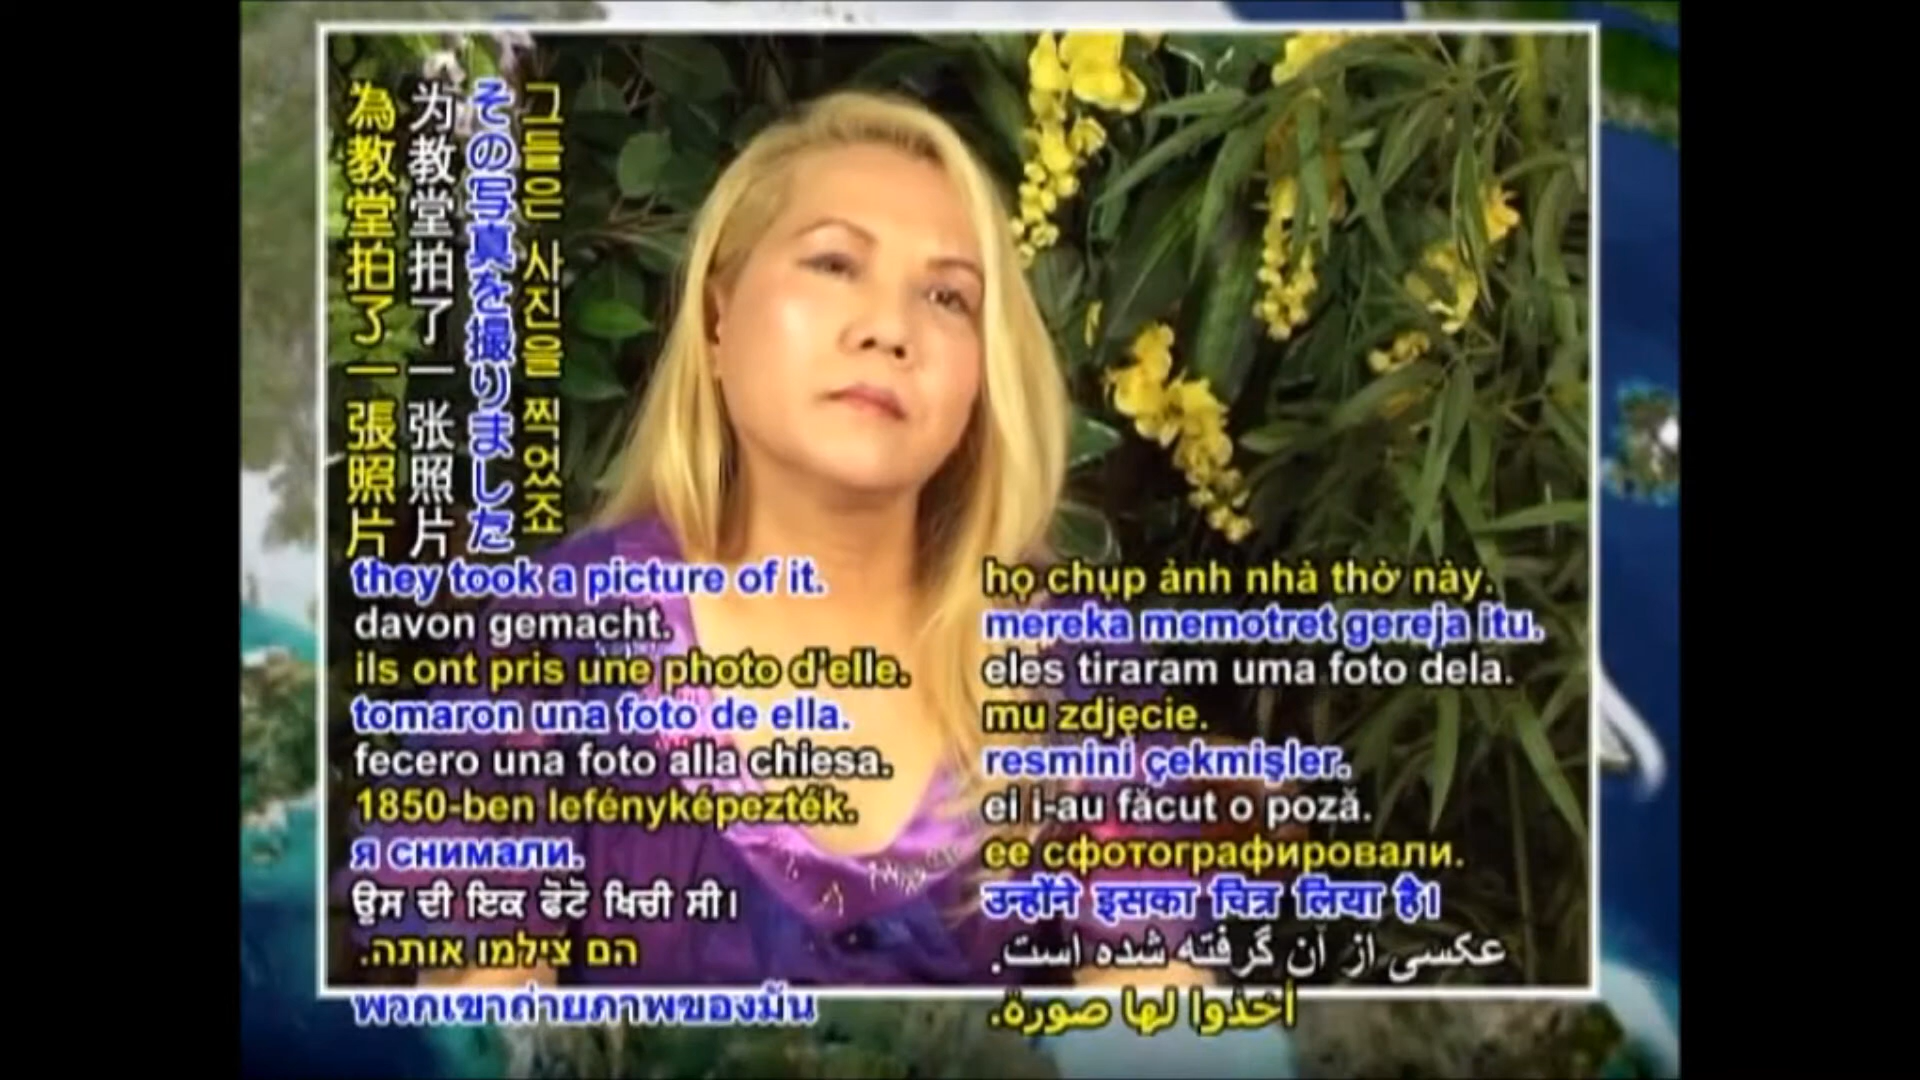 為教堂拍了一張照片
为教堂拍了一张照片
その写真を撮りました
그들은 사진을 찍었죠
they took a picture of it.
davon gemacht.
ils ont pris une photo d'elle.
tomaron una foto de ella.
fecero una foto alla chiesa.
1850-ben lefényképezték.
я снимали.
ਉਸ ਦੀ ਇਕ ਫੋਟੋ ਖਿਚੀ ਸੀ।
הם צילמו אותה.
พวกเขาถ่ายภาพของมัน
họ chụp ảnh nhà thờ này.
mereka memotret gereja itu.
eles tiraram uma foto dela.
mu zdjęcie.
resmini çekmişler.
ei i-au făcut o poză.
ее сфотографировали.
उन्होंने इसका चित्र लिया है।
عکسی از آن گرفته شده است.
أخذوا لها صورة.